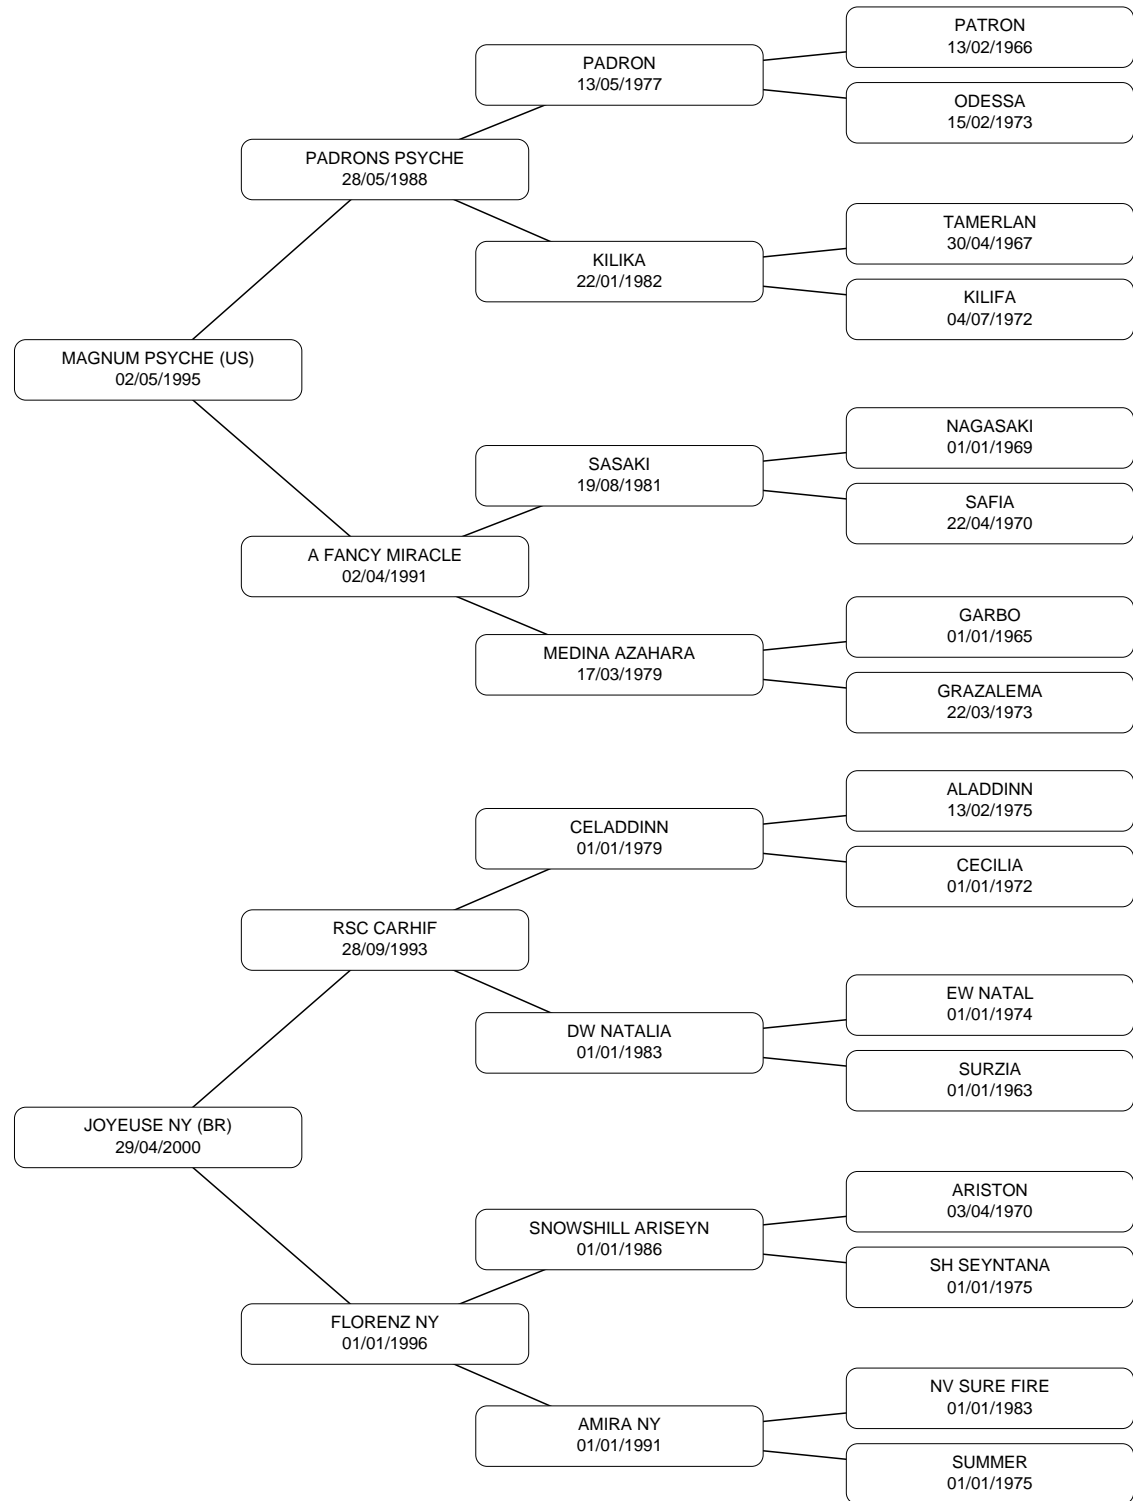 PATRON
13/02/1966
PADRON
13/05/1977
ODESSA
15/02/1973
PADRONS PSYCHE
28/05/1988
TAMERLAN
30/04/1967
KILIKA
22/01/1982
KILIFA
04/07/1972
MAGNUM PSYCHE (US)
02/05/1995
NAGASAKI
01/01/1969
SASAKI
19/08/1981
SAFIA
22/04/1970
A FANCY MIRACLE
02/04/1991
GARBO
01/01/1965
MEDINA AZAHARA
17/03/1979
GRAZALEMA
22/03/1973
ALADDINN
13/02/1975
CELADDINN
01/01/1979
CECILIA
01/01/1972
RSC CARHIF
28/09/1993
EW NATAL
01/01/1974
DW NATALIA
01/01/1983
SURZIA
01/01/1963
JOYEUSE NY (BR)
29/04/2000
ARISTON
03/04/1970
SNOWSHILL ARISEYN
01/01/1986
SH SEYNTANA
01/01/1975
FLORENZ NY
01/01/1996
NV SURE FIRE
01/01/1983
AMIRA NY
01/01/1991
SUMMER
01/01/1975